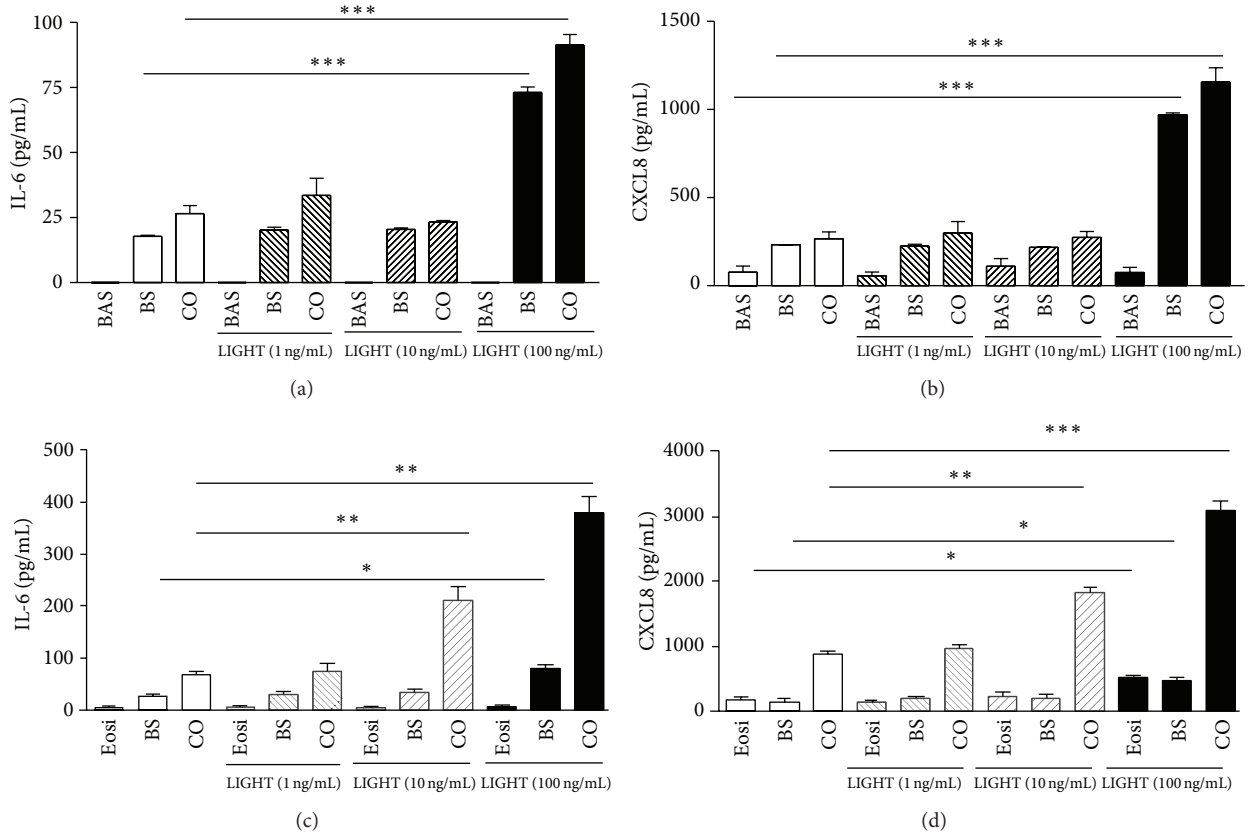 IL-6 (pg/mL)
100
75
50
25
0
***
***
BAS
BS
CO
BAS
BS
CO
BAS
BS
CO
BAS
BS
CO
LIGHT (1 ng/mL)
LIGHT (10 ng/mL)
LIGHT (100 ng/mL)
(a)
CXCL8 (pg/mL)
1500
1000
500
0
***
***
BAS
BS
CO
BAS
BS
CO
BAS
BS
CO
BAS
BS
CO
LIGHT (1 ng/mL)
LIGHT (10 ng/mL)
LIGHT (100 ng/mL)
(b)
IL-6 (pg/mL)
500
400
300
200
100
0
**
**
*
Eosi
BS
CO
Eosi
BS
CO
Eosi
BS
CO
Eosi
BS
CO
LIGHT (1 ng/mL)
LIGHT (10 ng/mL)
LIGHT (100 ng/mL)
(c)
CXCL8 (pg/mL)
4000
3000
2000
1000
0
***
**
*
*
Eosi
BS
CO
Eosi
BS
CO
Eosi
BS
CO
Eosi
BS
CO
LIGHT (1 ng/mL)
LIGHT (10 ng/mL)
LIGHT (100 ng/mL)
(d)